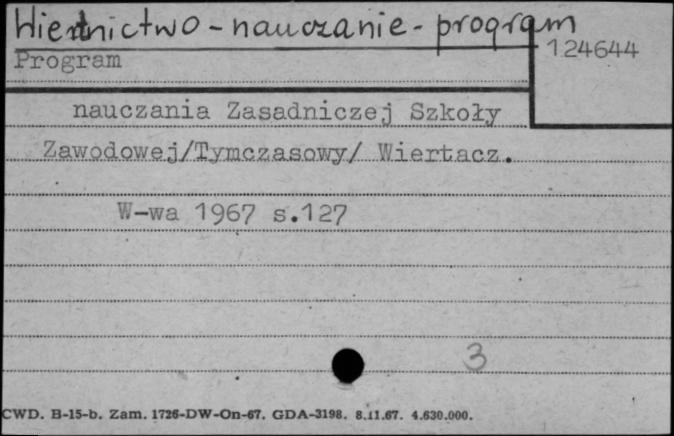 Wiertnictwo - nauczanie - program
124644
Program
nauczania Zasadniczej Szkoły
Zawodowej/Tymczasowy/ Wiertacz.
W-wa 1967 s.127
3
CWD. B-15-b. Zam. 1726-DW-On-67. GDA-3198. 8.11.67. 4.630.000.